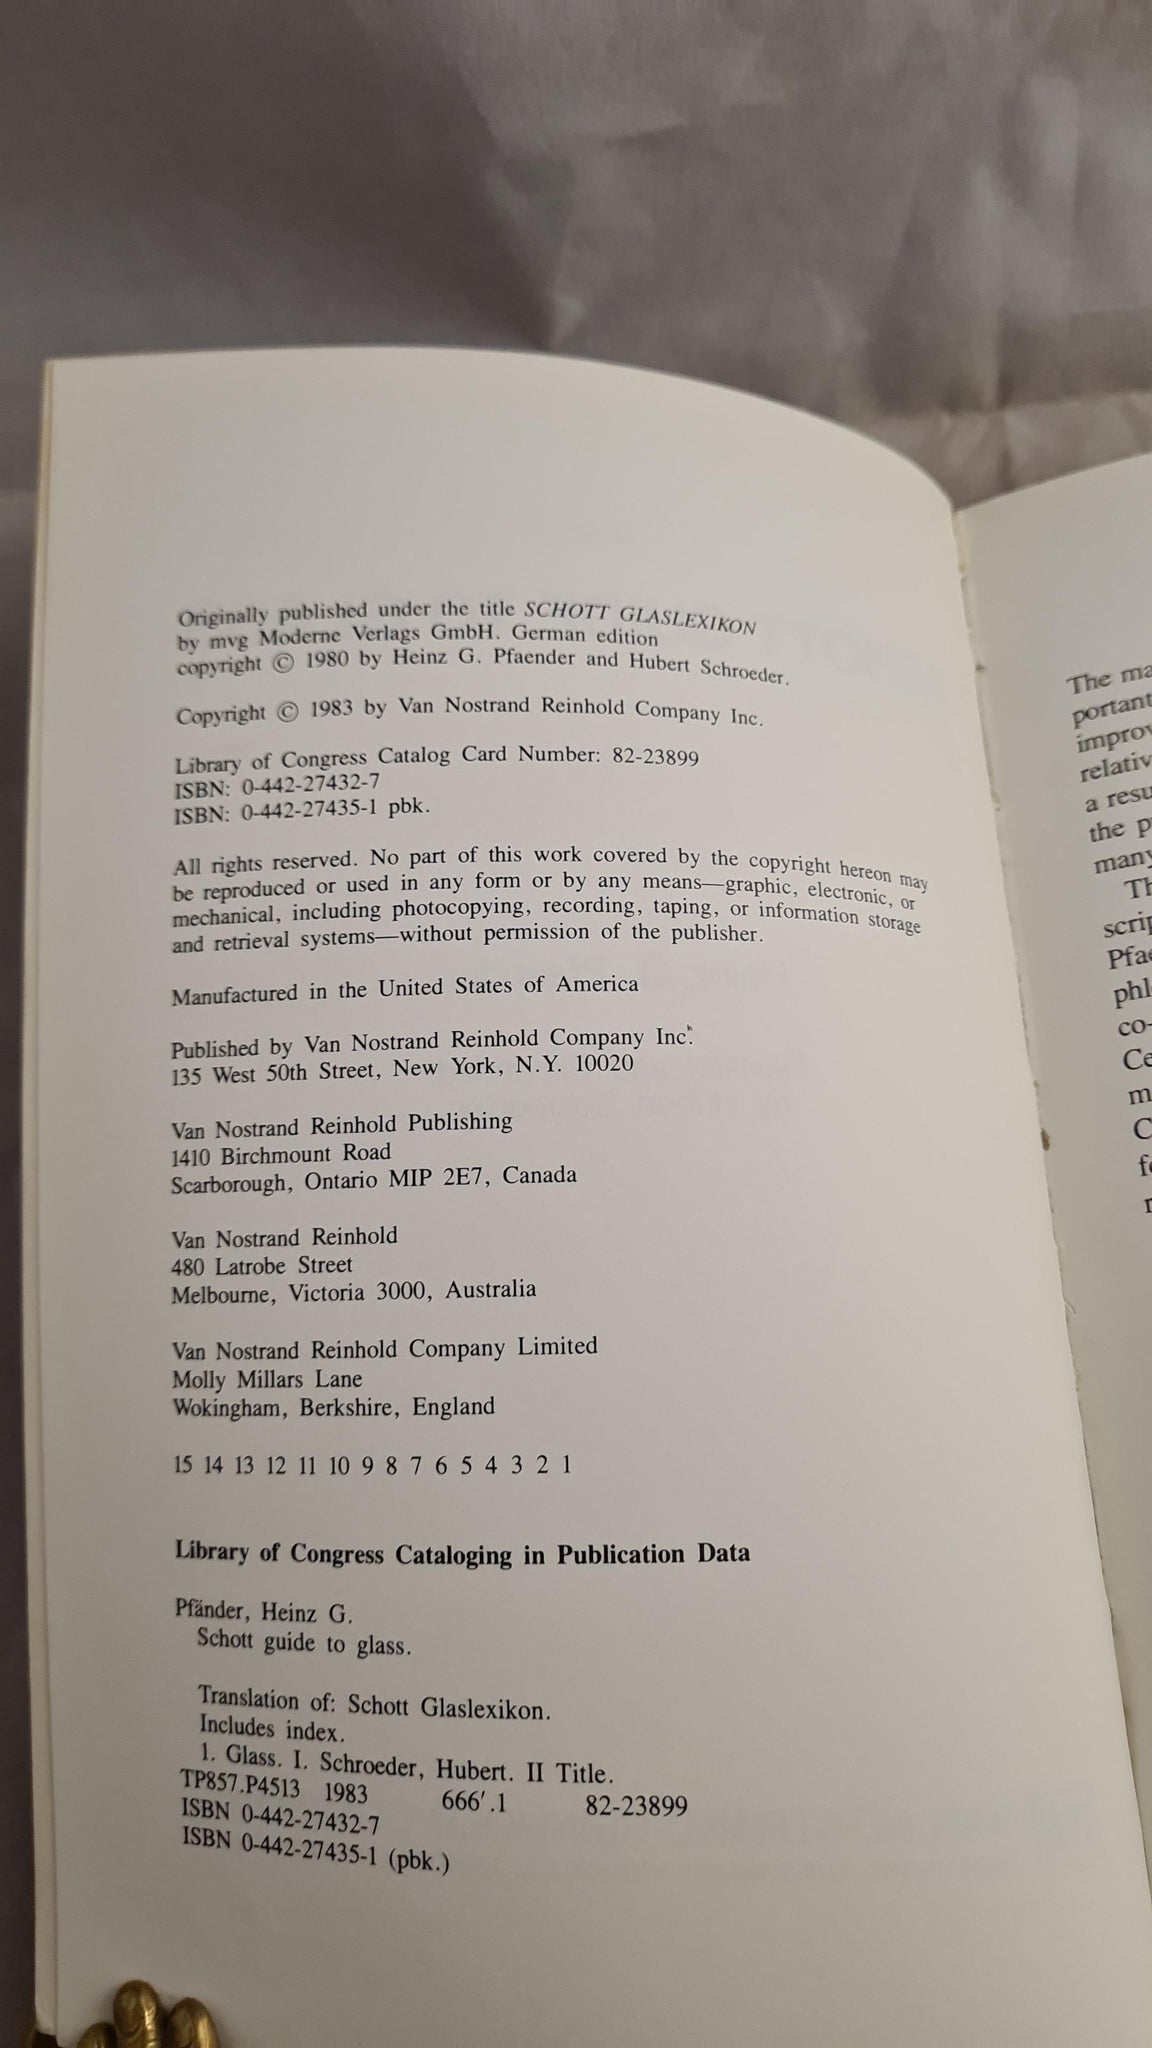 Originally published under the title SCHOTT GLASLEXIKON
by mvg Moderne Verlags GmbH. German edition
copyright © 1980 by Heinz G. Pfaender and Hubert Schroeder.
Copyright © 1983 by Van Nostrand Reinhold Company Inc.
Library of Congress Catalog Card Number: 82-23899
ISBN: 0-442-27432-7
ISBN: 0-442-27435-1 pbk.
All rights reserved. No part of this work covered by the copyright hereon may
be reproduced or used in any form or by any means—graphic, electronic, or
mechanical, including photocopying, recording, taping, or information storage
and retrieval systems—without permission of the publisher.
Manufactured in the United States of America
Published by Van Nostrand Reinhold Company Inc.
135 West 50th Street, New York, N.Y. 10020
Van Nostrand Reinhold Publishing
1410 Birchmount Road
Scarborough, Ontario MIP 2E7, Canada
Van Nostrand Reinhold
480 Latrobe Street
Melbourne, Victoria 3000, Australia
Van Nostrand Reinhold Company Limited
Molly Millars Lane
Wokingham, Berkshire, England
15 14 13 12 11 10 9 8 7 6 5 4 3 2 1
Library of Congress Cataloging in Publication Data
Pfänder, Heinz G.
Schott guide to glass.
Translation of: Schott Glaslexikon.
Includes index.
1. Glass. I. Schroeder, Hubert. II Title.
TP857.P4513 1983 666′.1 82-23899
ISBN 0-442-27432-7
ISBN 0-442-27435-1 (pbk.)
The ma
portant
improv
relativ
a resu
the p
many
Th
scrip
Pfae
phl
co-
Ce
m
C
f